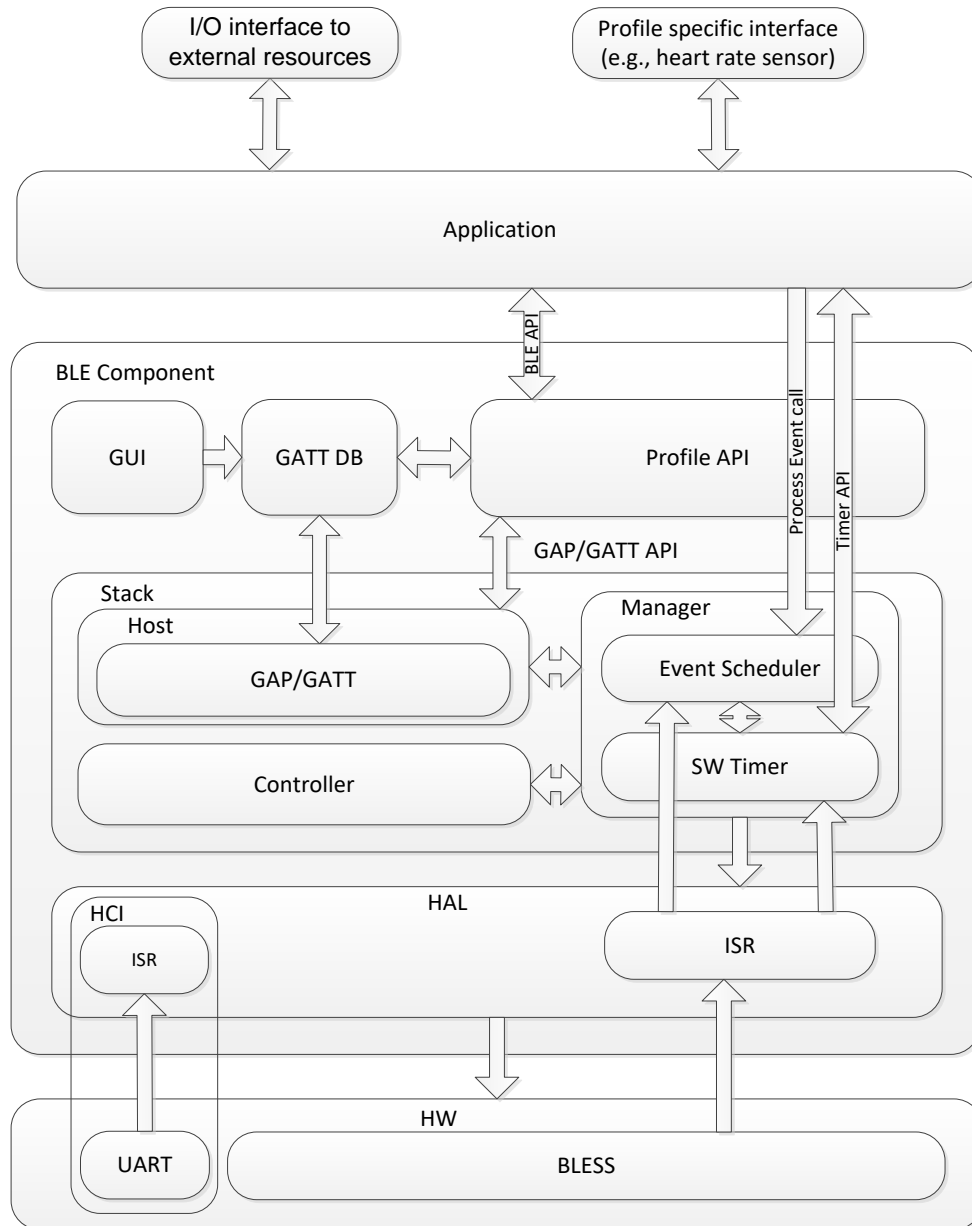 I/O interface to
external resources
Profile specific interface
(e.g., heart rate sensor)
Application
BLE API
Process Event call
Timer API
BLE Component
GUI
GATT DB
Profile API
GAP/GATT API
Stack
Host
GAP/GATT
Manager
Event Scheduler
Controller
SW Timer
HAL
HCI
ISR
ISR
HW
UART
BLESS